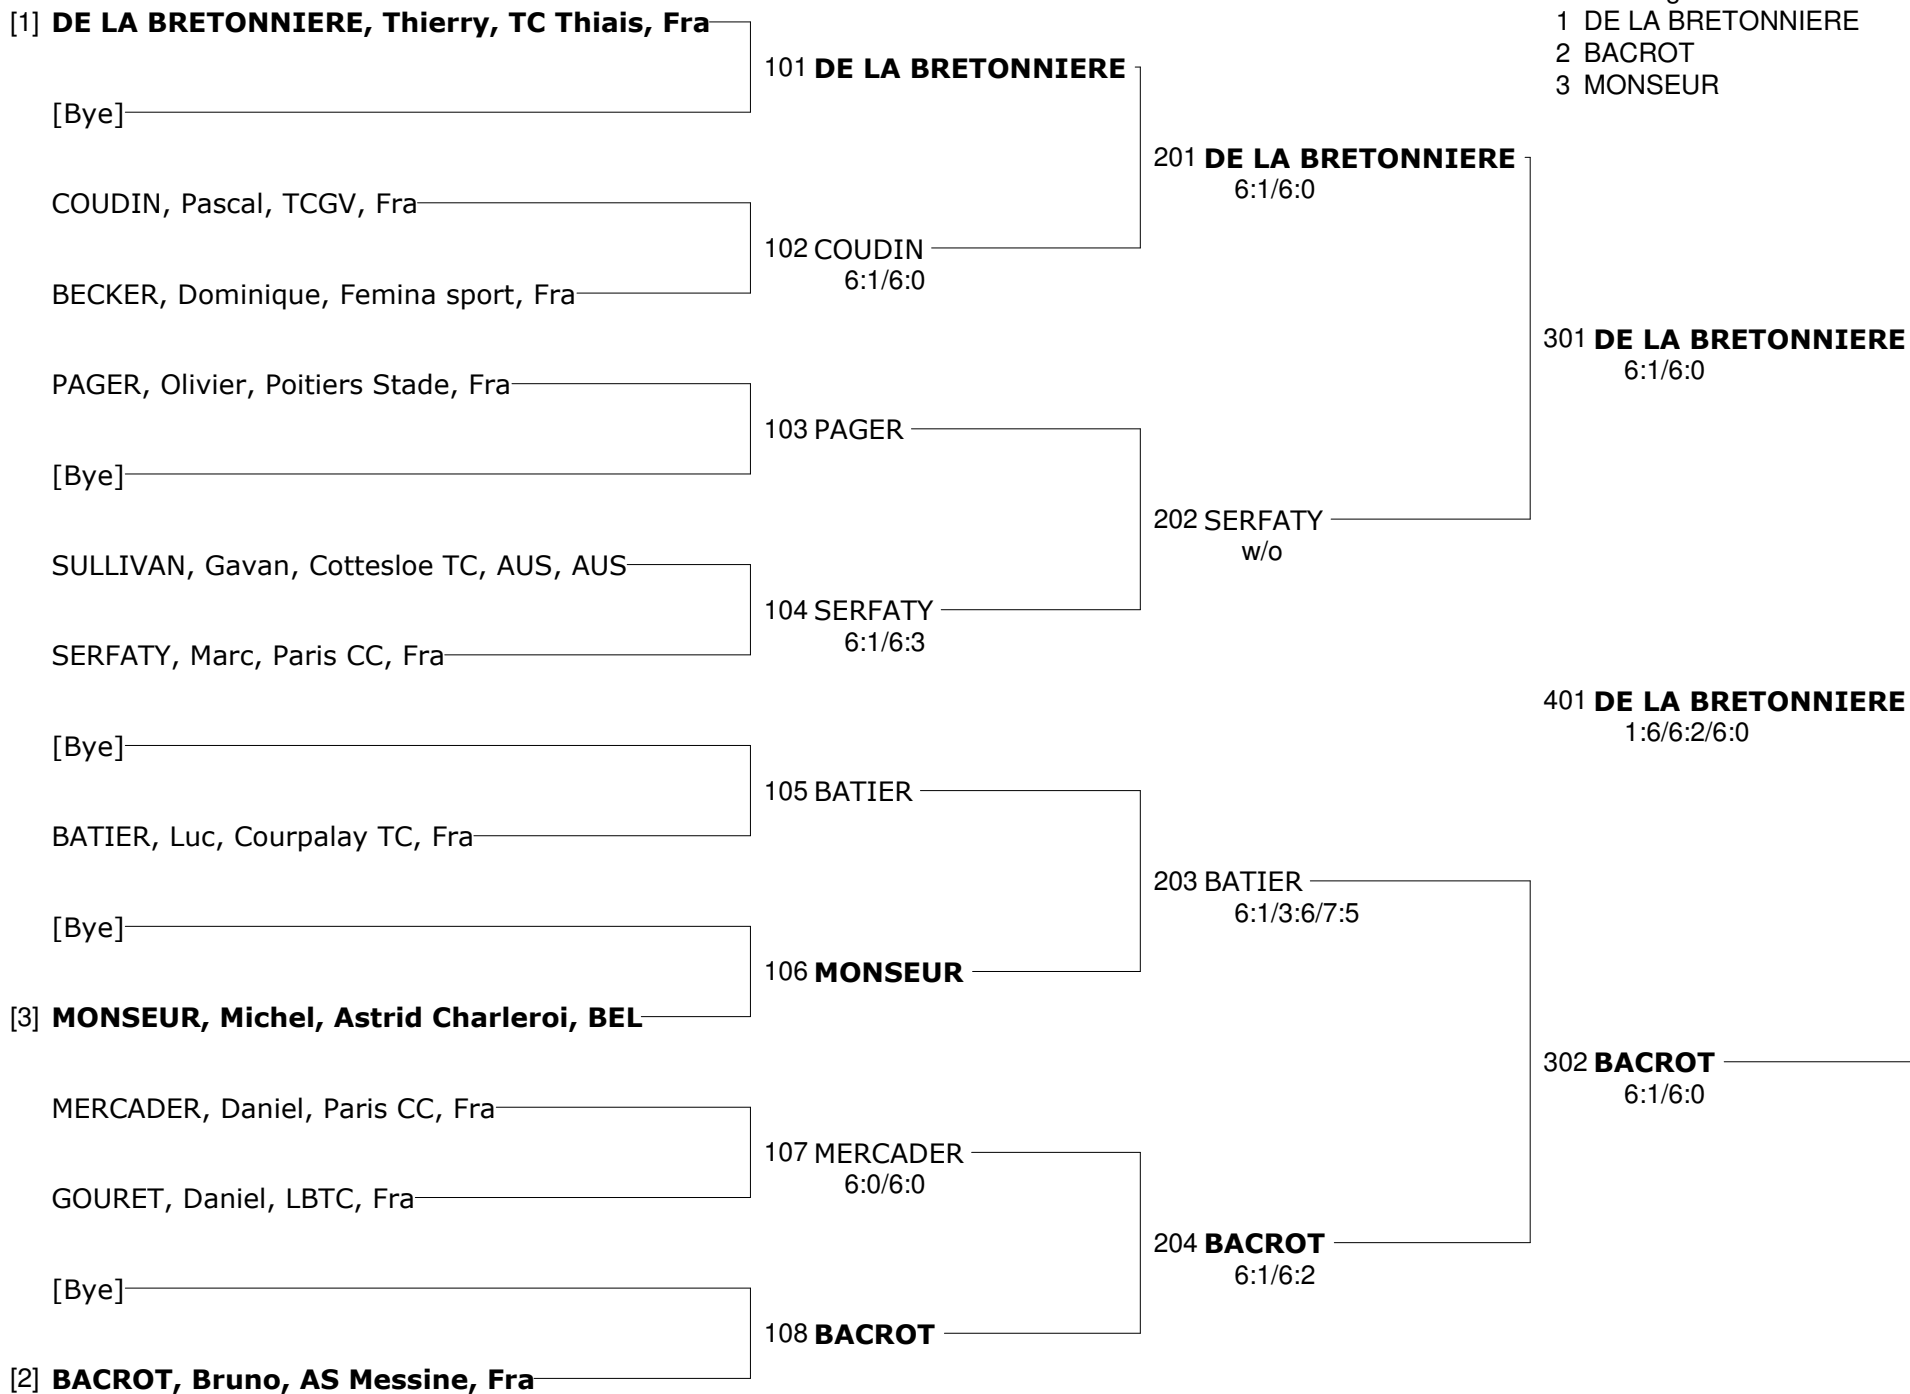 [1] DE LA BRETONNIERE, Thierry, TC Thiais, Fra
[Bye]
COUDIN, Pascal, TCGV, Fra
BECKER, Dominique, Femina sport, Fra
PAGER, Olivier, Poitiers Stade, Fra
[Bye]
SULLIVAN, Gavan, Cottesloe TC, AUS, AUS
SERFATY, Marc, Paris CC, Fra
[Bye]
BATIER, Luc, Courpalay TC, Fra
[Bye]
[3] MONSEUR, Michel, Astrid Charleroi, BEL
MERCADER, Daniel, Paris CC, Fra
GOURET, Daniel, LBTC, Fra
[Bye]
[2] BACROT, Bruno, AS Messine, Fra
101 DE LA BRETONNIERE
102 COUDIN
6:1/6:0
103 PAGER
104 SERFATY
6:1/6:3
105 BATIER
106 MONSEUR
107 MERCADER
6:0/6:0
108 BACROT
201 DE LA BRETONNIERE
6:1/6:0
202 SERFATY
w/o
203 BATIER
6:1/3:6/7:5
204 BACROT
6:1/6:2
1 DE LA BRETONNIERE
2 BACROT
3 MONSEUR
301 DE LA BRETONNIERE
6:1/6:0
401 DE LA BRETONNIERE
1:6/6:2/6:0
302 BACROT
6:1/6:0